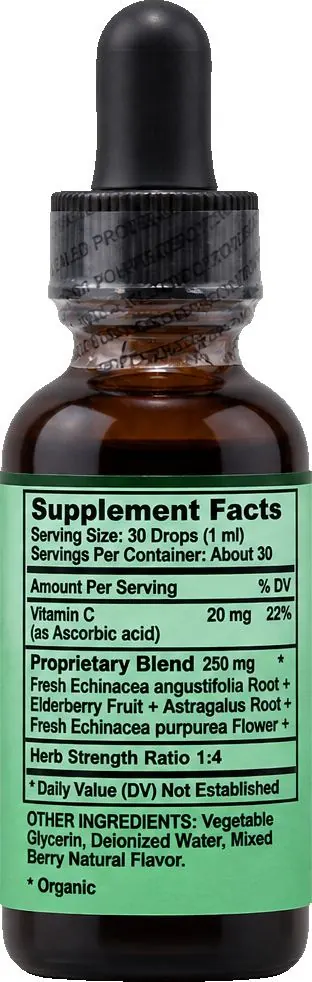 Supplement Facts
Serving Size: 30 Drops (1 ml)
Servings Per Container: About 30
Amount Per Serving % DV
Vitamin C 20 mg 22%
(as Ascorbic acid)
Proprietary Blend 250 mg *
Fresh Echinacea angustifolia Root +
Elderberry Fruit + Astragalus Root +
Fresh Echinacea purpurea Flower +
Herb Strength Ratio 1:4
*Daily Value (DV) Not Established
OTHER INGREDIENTS: Vegetable
Glycerin, Deionized Water, Mixed
Berry Natural Flavor.
* Organic